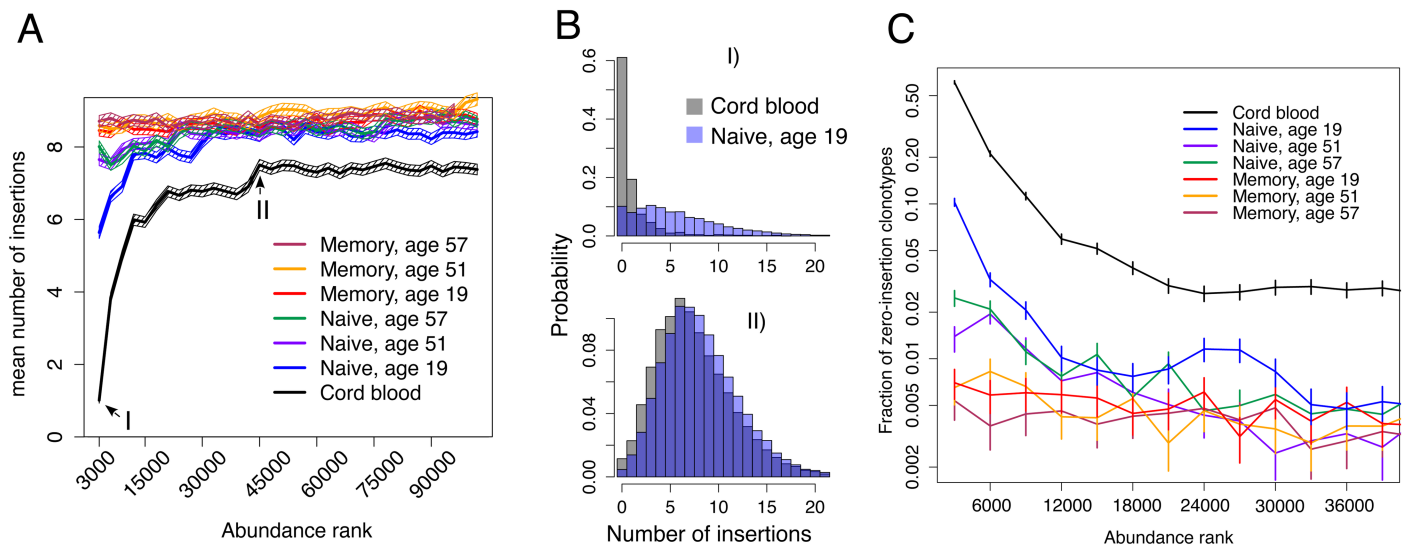 A
mean number of insertions
0
2
4
6
8
I
II
Memory, age 57
Memory, age 51
Memory, age 19
Naive, age 57
Naive, age 51
Naive, age 19
Cord blood
30000
15000
30000
45000
60000
75000
90000
Abundance rank
B
I)
Cord blood
Naive, age 19
0.6
0.4
0.2
0.0
0 5 10 15 20
Probability
II)
0.08
0.04
0.00
0 5 10 15 20
Number of insertions
C
Fraction of zero-insertion clonotypes
0.50
0.20
0.10
0.05
0.02
0.01
0.005
0.002
Cord blood
Naive, age 19
Naive, age 51
Naive, age 57
Memory, age 19
Memory, age 51
Memory, age 57
6000 12000 18000 24000 30000 36000
Abundance rank